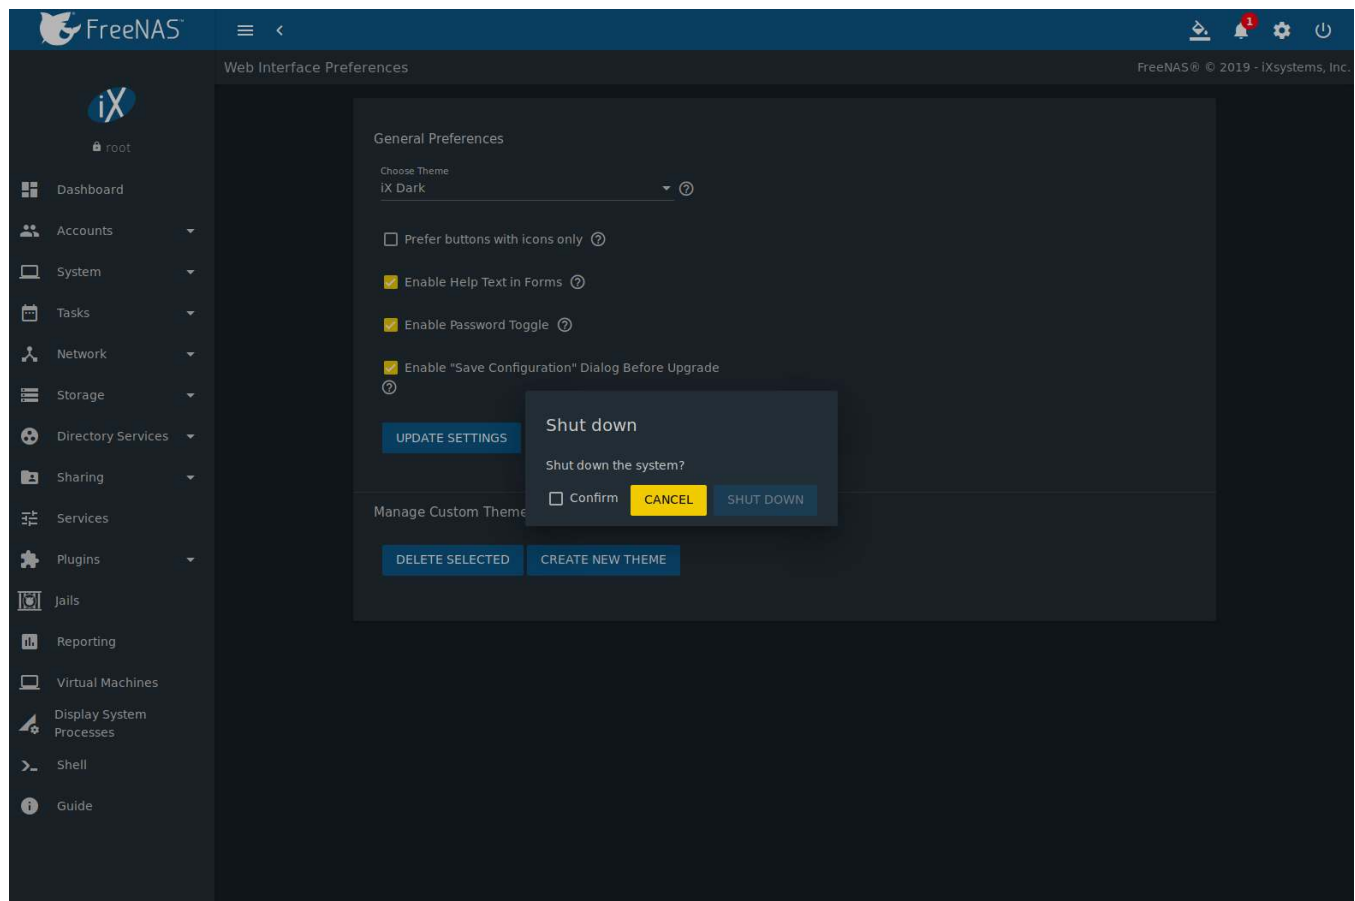 FreeNAS™
1
Web Interface Preferences
FreeNAS® © 2019 - iXsystems, Inc.
iX
root
Dashboard
Accounts
System
Tasks
Network
Storage
Directory Services
Sharing
Services
Plugins
Jails
Reporting
Virtual Machines
Display System
Processes
Shell
Guide
General Preferences
Choose Theme
iX Dark
Prefer buttons with icons only
Enable Help Text in Forms
Enable Password Toggle
Enable "Save Configuration" Dialog Before Upgrade
UPDATE SETTINGS
Manage Custom Theme
DELETE SELECTED
CREATE NEW THEME
Shut down
Shut down the system?
Confirm
CANCEL
SHUT DOWN